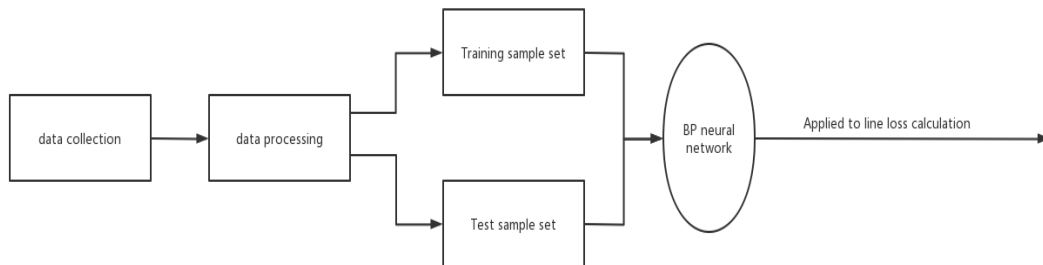 Training sample set
data collection
data processing
BP neural
network
Applied to line loss calculation
Test sample set